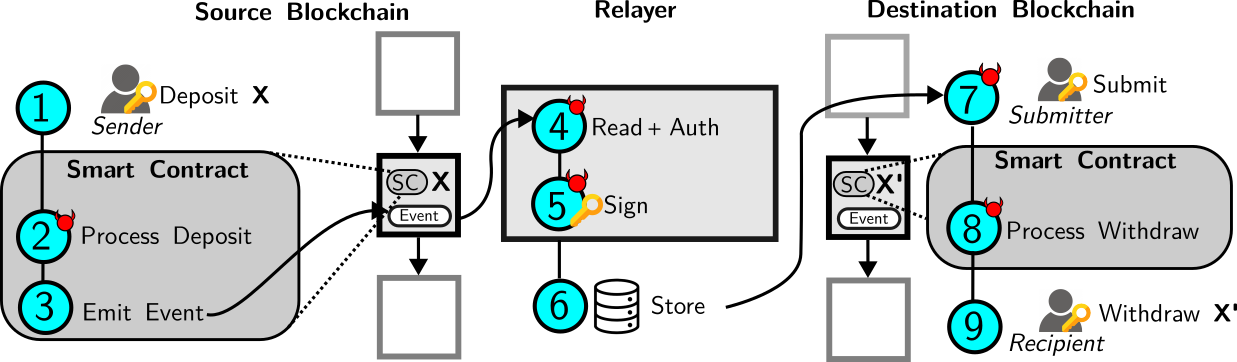 Source Blockchain
Relayer
Destination Blockchain
1
Deposit X
Sender
Smart Contract
2
Process Deposit
3
Emit Event
SC X
Event
4
Read + Auth
5
Sign
6
Store
SC X'
Event
7
Submit
Submitter
Smart Contract
8
Process Withdraw
9
Withdraw X'
Recipient